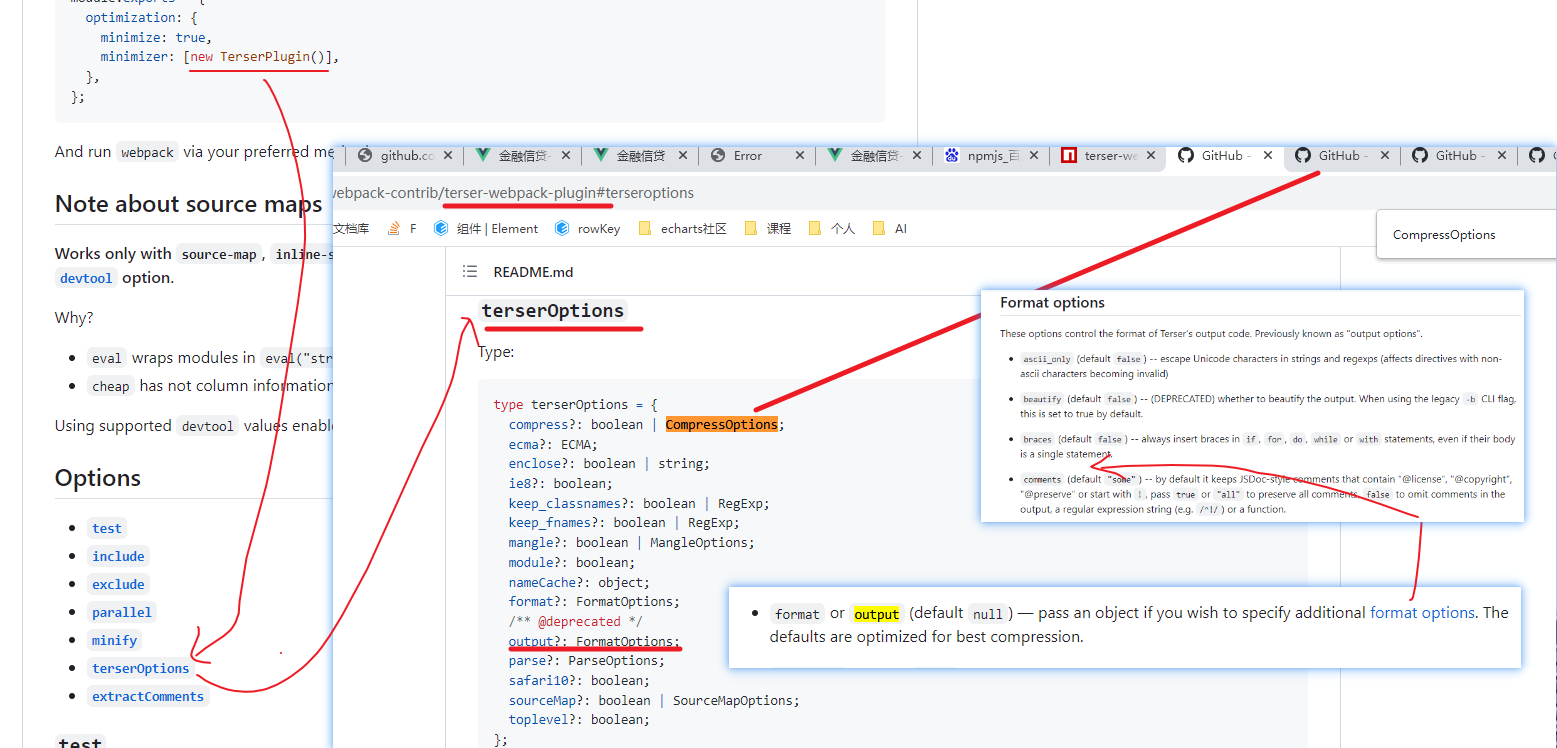 module.exports = {
optimization: {
minimize: true,
minimizer: [new TerserPlugin()],
},
};
And run webpack via your preferred
Note about source maps
Works only with source-map, inline-s
devtool option.
Why?
eval wraps modules in eval("str
cheap has not column information
Using supported devtool values enabl
Options
test
include
exclude
parallel
minify
terserOptions
extractComments
test
github.co 金融信贷- 金融信贷 Error 金融信贷- npmjs_百 terser-we GitHub - GitHub - GitHub -
webpack-contrib/terser-webpack-plugin#terseroptions
文档库 F 组件 | Element rowKey echarts社区 课程 个人 AI
CompressOptions
README.md
terserOptions
Type:
type terserOptions = {
compress?: boolean | CompressOptions;
ecma?: ECMA;
enclose?: boolean | string;
ie8?: boolean;
keep_classnames?: boolean | RegExp;
keep_fnames?: boolean | RegExp;
mangle?: boolean | MangleOptions;
module?: boolean;
nameCache?: object;
format?: FormatOptions;
/** @deprecated */
output?: FormatOptions;
parse?: ParseOptions;
safari10?: boolean;
sourceMap?: boolean | SourceMapOptions;
toplevel?: boolean;
};
Format options
These options control the format of Terser's output code. Previously known as "output options".
ascii_only (default false) -- escape Unicode characters in strings and regexps (affects directives with non-
ascii characters becoming invalid)
beautify (default false) -- (DEPRECATED) whether to beautify the output. When using the legacy -b CLI flag,
this is set to true by default.
braces (default false) -- always insert braces in if, for, do, while or with statements, even if their body
is a single statement.
comments (default "some") -- by default it keeps JSDoc-style comments that contain "@license", "@copyright",
"@preserve" or start with !, pass true or "all" to preserve all comments, false to omit comments in the
output, a regular expression string (e.g. /^!/) or a function.
format or output (default null) — pass an object if you wish to specify additional format options. The
defaults are optimized for best compression.